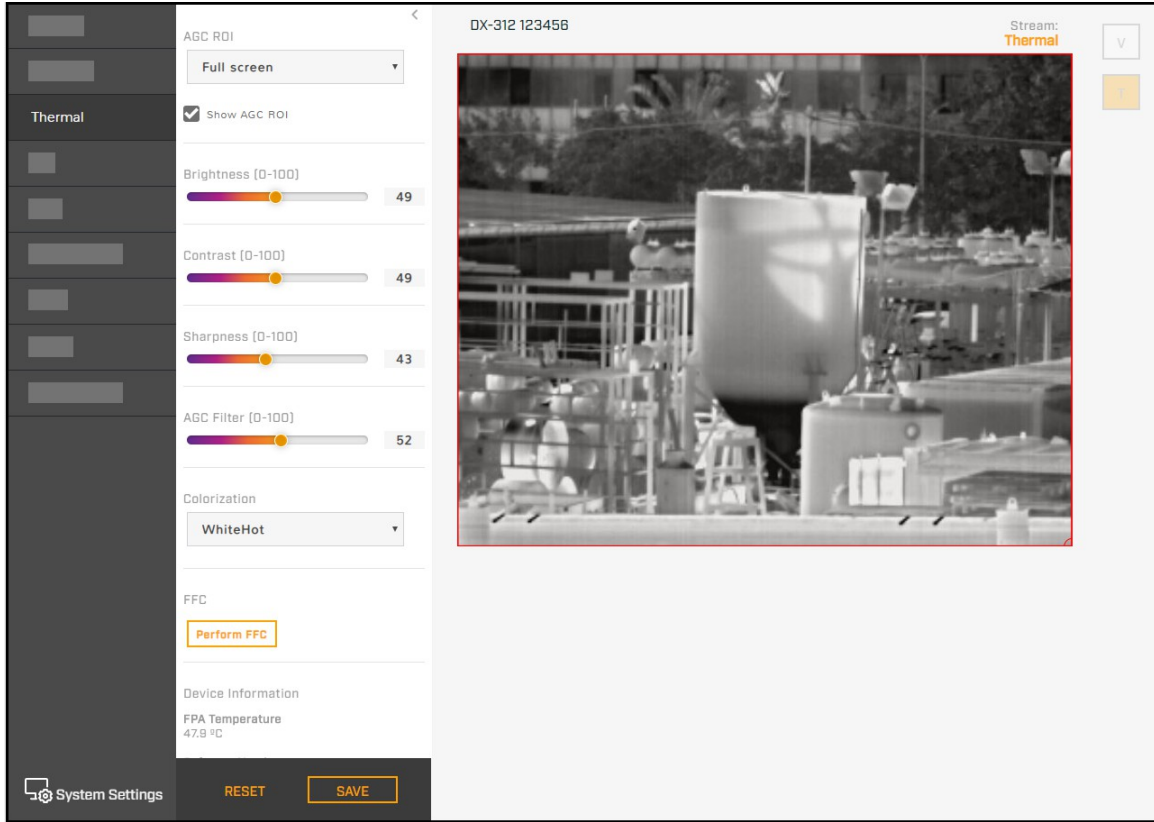 Thermal
System Settings
<
AGC ROI
Full screen
Show AGC ROI
Brightness (0-100)
49
Contrast (0-100)
49
Sharpness (0-100)
43
AGC Filter (0-100)
52
Colorization
WhiteHot
FFC
Perform FFC
Device Information
FPA Temperature
47.9 ºC
RESET
SAVE
DX-312 123456
Stream:
Thermal
V
T